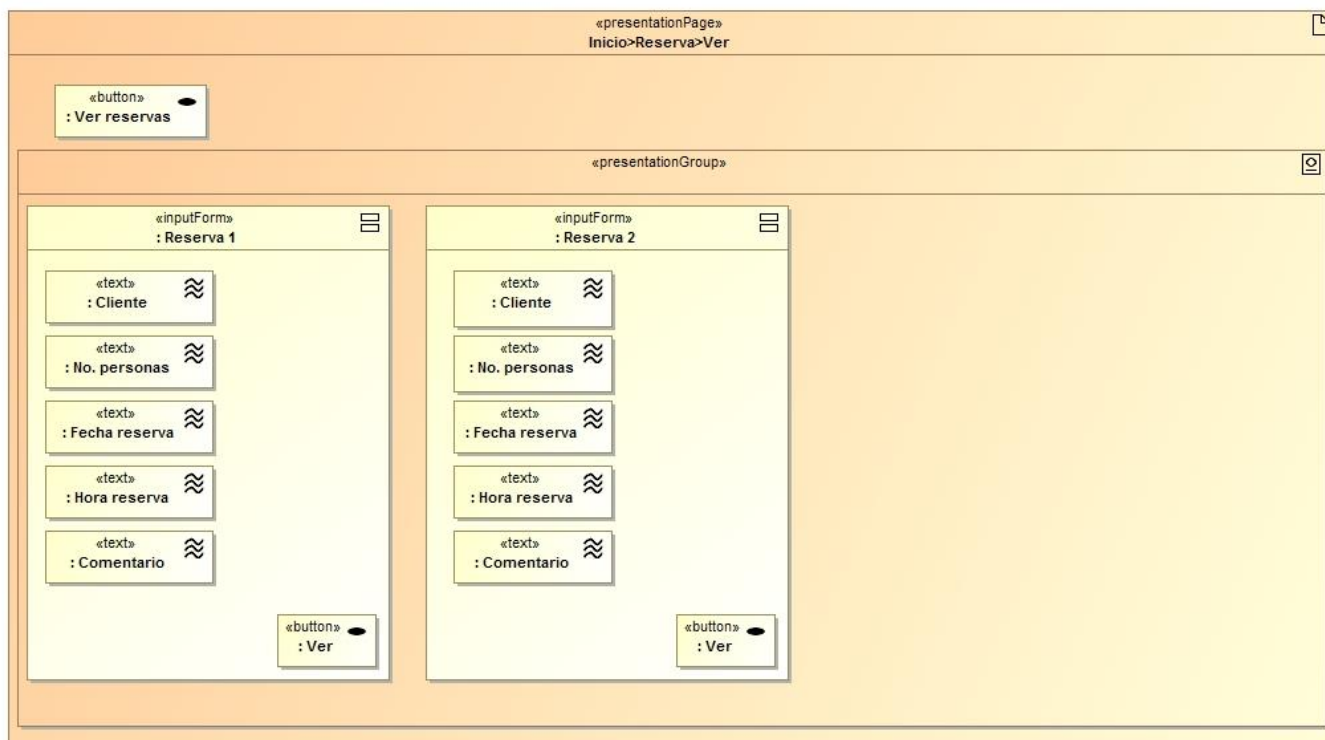 «presentationPage»
Inicio>Reserva>Ver
«button»
: Ver reservas
«presentationGroup»
«inputForm»
: Reserva 1
«text»
: Cliente
«text»
: No. personas
«text»
: Fecha reserva
«text»
: Hora reserva
«text»
: Comentario
«button»
: Ver
«inputForm»
: Reserva 2
«text»
: Cliente
«text»
: No. personas
«text»
: Fecha reserva
«text»
: Hora reserva
«text»
: Comentario
«button»
: Ver